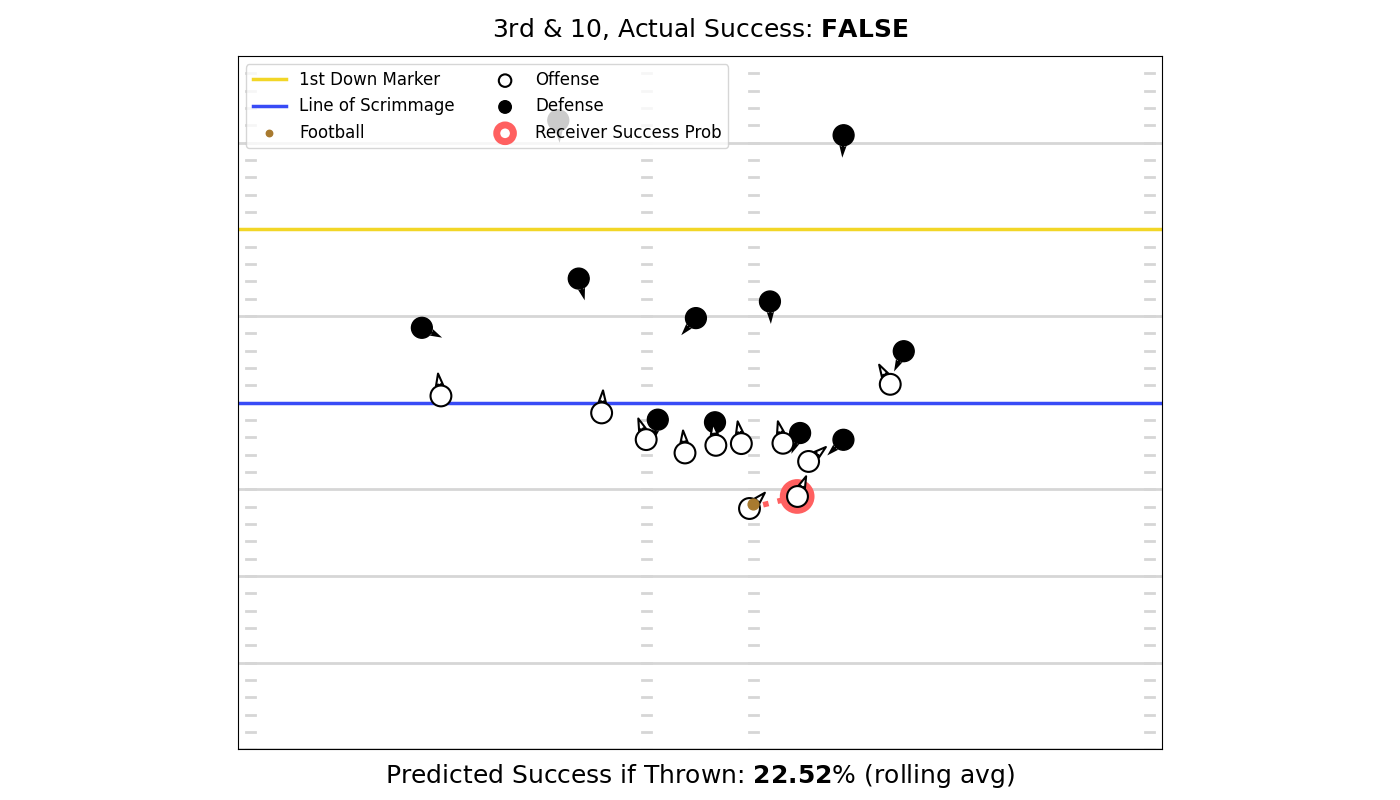 3rd & 10, Actual Success: FALSE
1st Down Marker
Line of Scrimmage
Football
Offense
Defense
Receiver Success Prob
Predicted Success if Thrown: 22.52% (rolling avg)